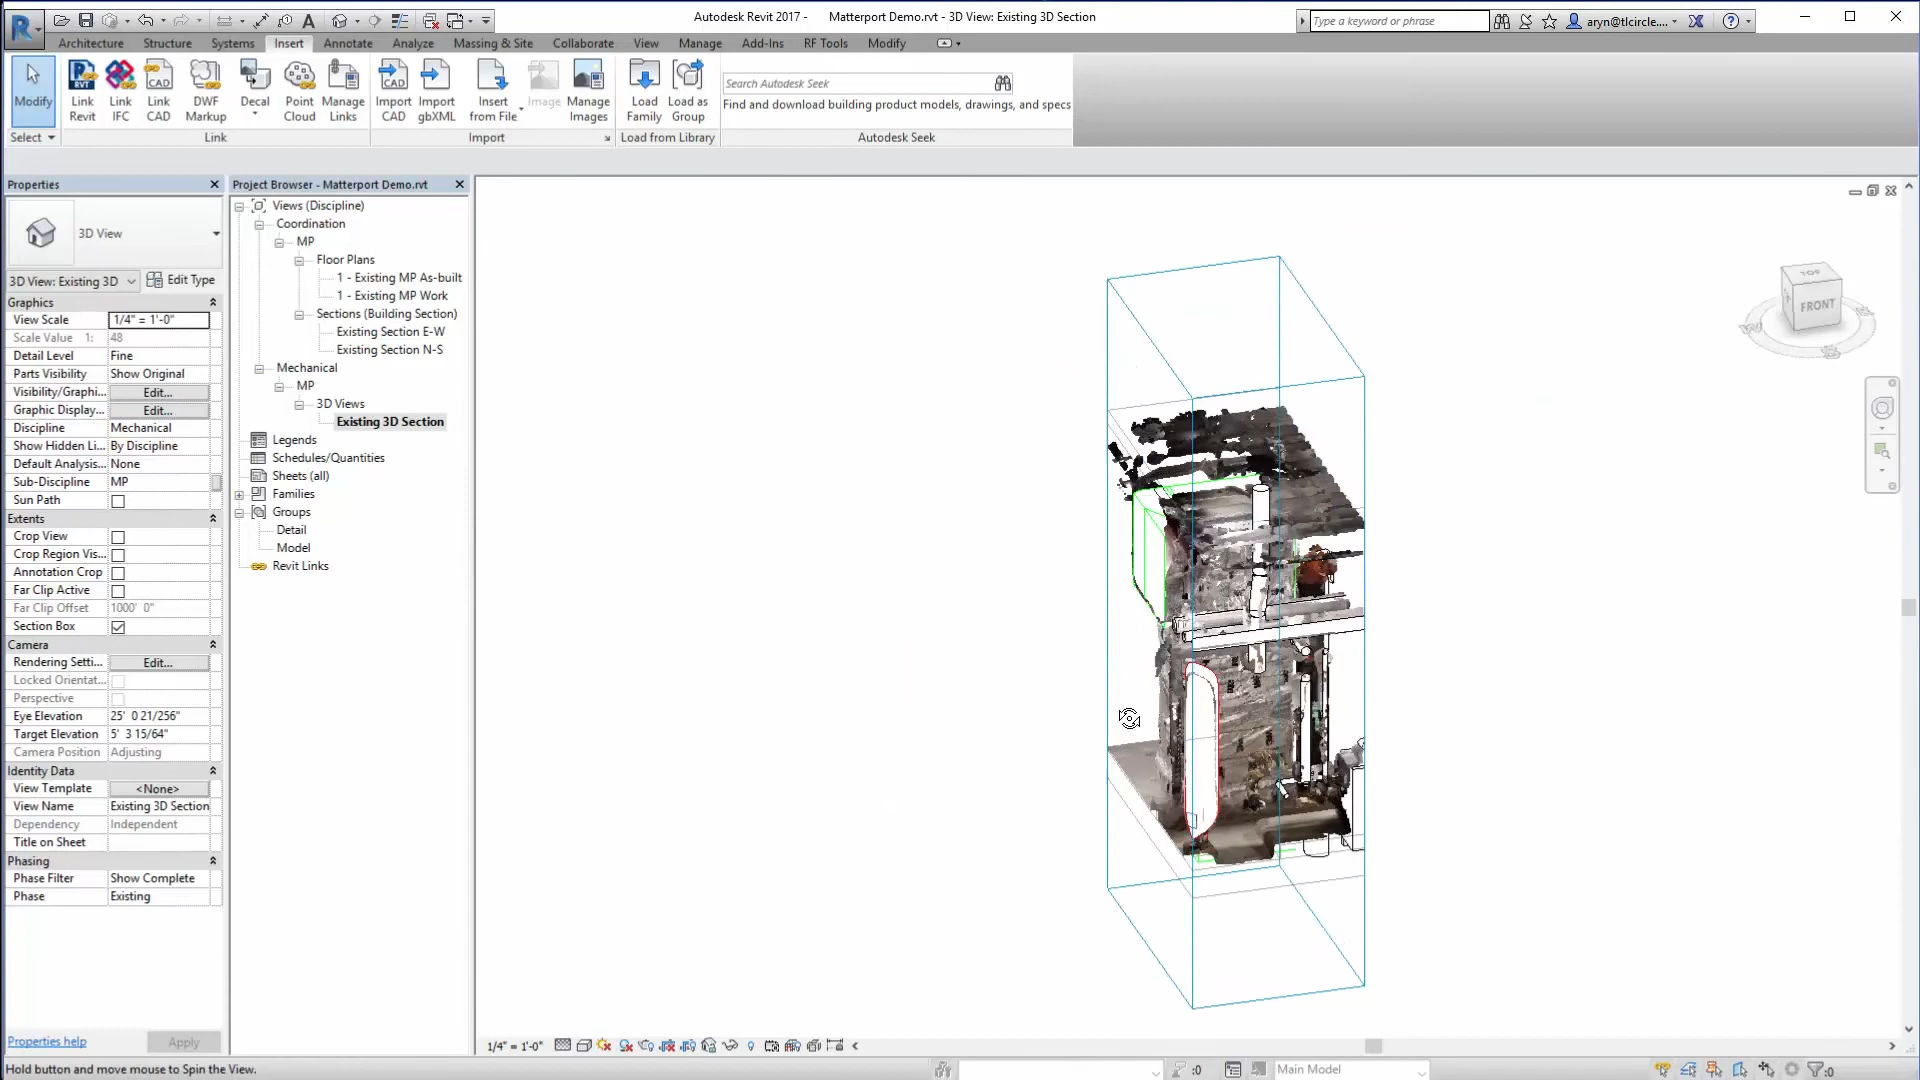 Autodesk Revit 2017 - Matterport Demo.rvt - 3D View: Existing 3D Section
Type a keyword or phrase
aryn@tlcircle....
Architecture Structure Systems Insert Annotate Analyze Massing & Site Collaborate View Manage Add-Ins RF Tools Modify
Modify
Link Revit
Link IFC
Link CAD
DWF Markup
Decal
Point Cloud
Manage Links
Import CAD
Import gbXML
Insert from File
Image
Manage Images
Load Family
Load as Group
Search Autodesk Seek
Find and download building product models, drawings, and specs
Select
Link
Import
Load from Library
Autodesk Seek
Properties
3D View
3D View: Existing 3D
Edit Type
Graphics
View Scale 1/4" = 1'-0"
Scale Value 1: 48
Detail Level Fine
Parts Visibility Show Original
Visibility/Graphi... Edit...
Graphic Display... Edit...
Discipline Mechanical
Show Hidden Li... By Discipline
Default Analysis... None
Sub-Discipline MP
Sun Path
Extents
Crop View
Crop Region Vis...
Annotation Crop
Far Clip Active
Far Clip Offset 1000' 0"
Section Box
Camera
Rendering Setti... Edit...
Locked Orientat...
Perspective
Eye Elevation 25' 0 21/256"
Target Elevation 5' 3 15/64"
Camera Position Adjusting
Identity Data
View Template <None>
View Name Existing 3D Section
Dependency Independent
Title on Sheet
Phasing
Phase Filter Show Complete
Phase Existing
Properties help
Apply
Project Browser - Matterport Demo.rvt
Views (Discipline)
Coordination
MP
Floor Plans
1 - Existing MP As-built
1 - Existing MP Work
Sections (Building Section)
Existing Section E-W
Existing Section N-S
Mechanical
MP
3D Views
Existing 3D Section
Legends
Schedules/Quantities
Sheets (all)
Families
Groups
Detail
Model
Revit Links
TOP
FRONT
1/4" = 1'-0"
Hold button and move mouse to Spin the View.
:0
Main Model
:0